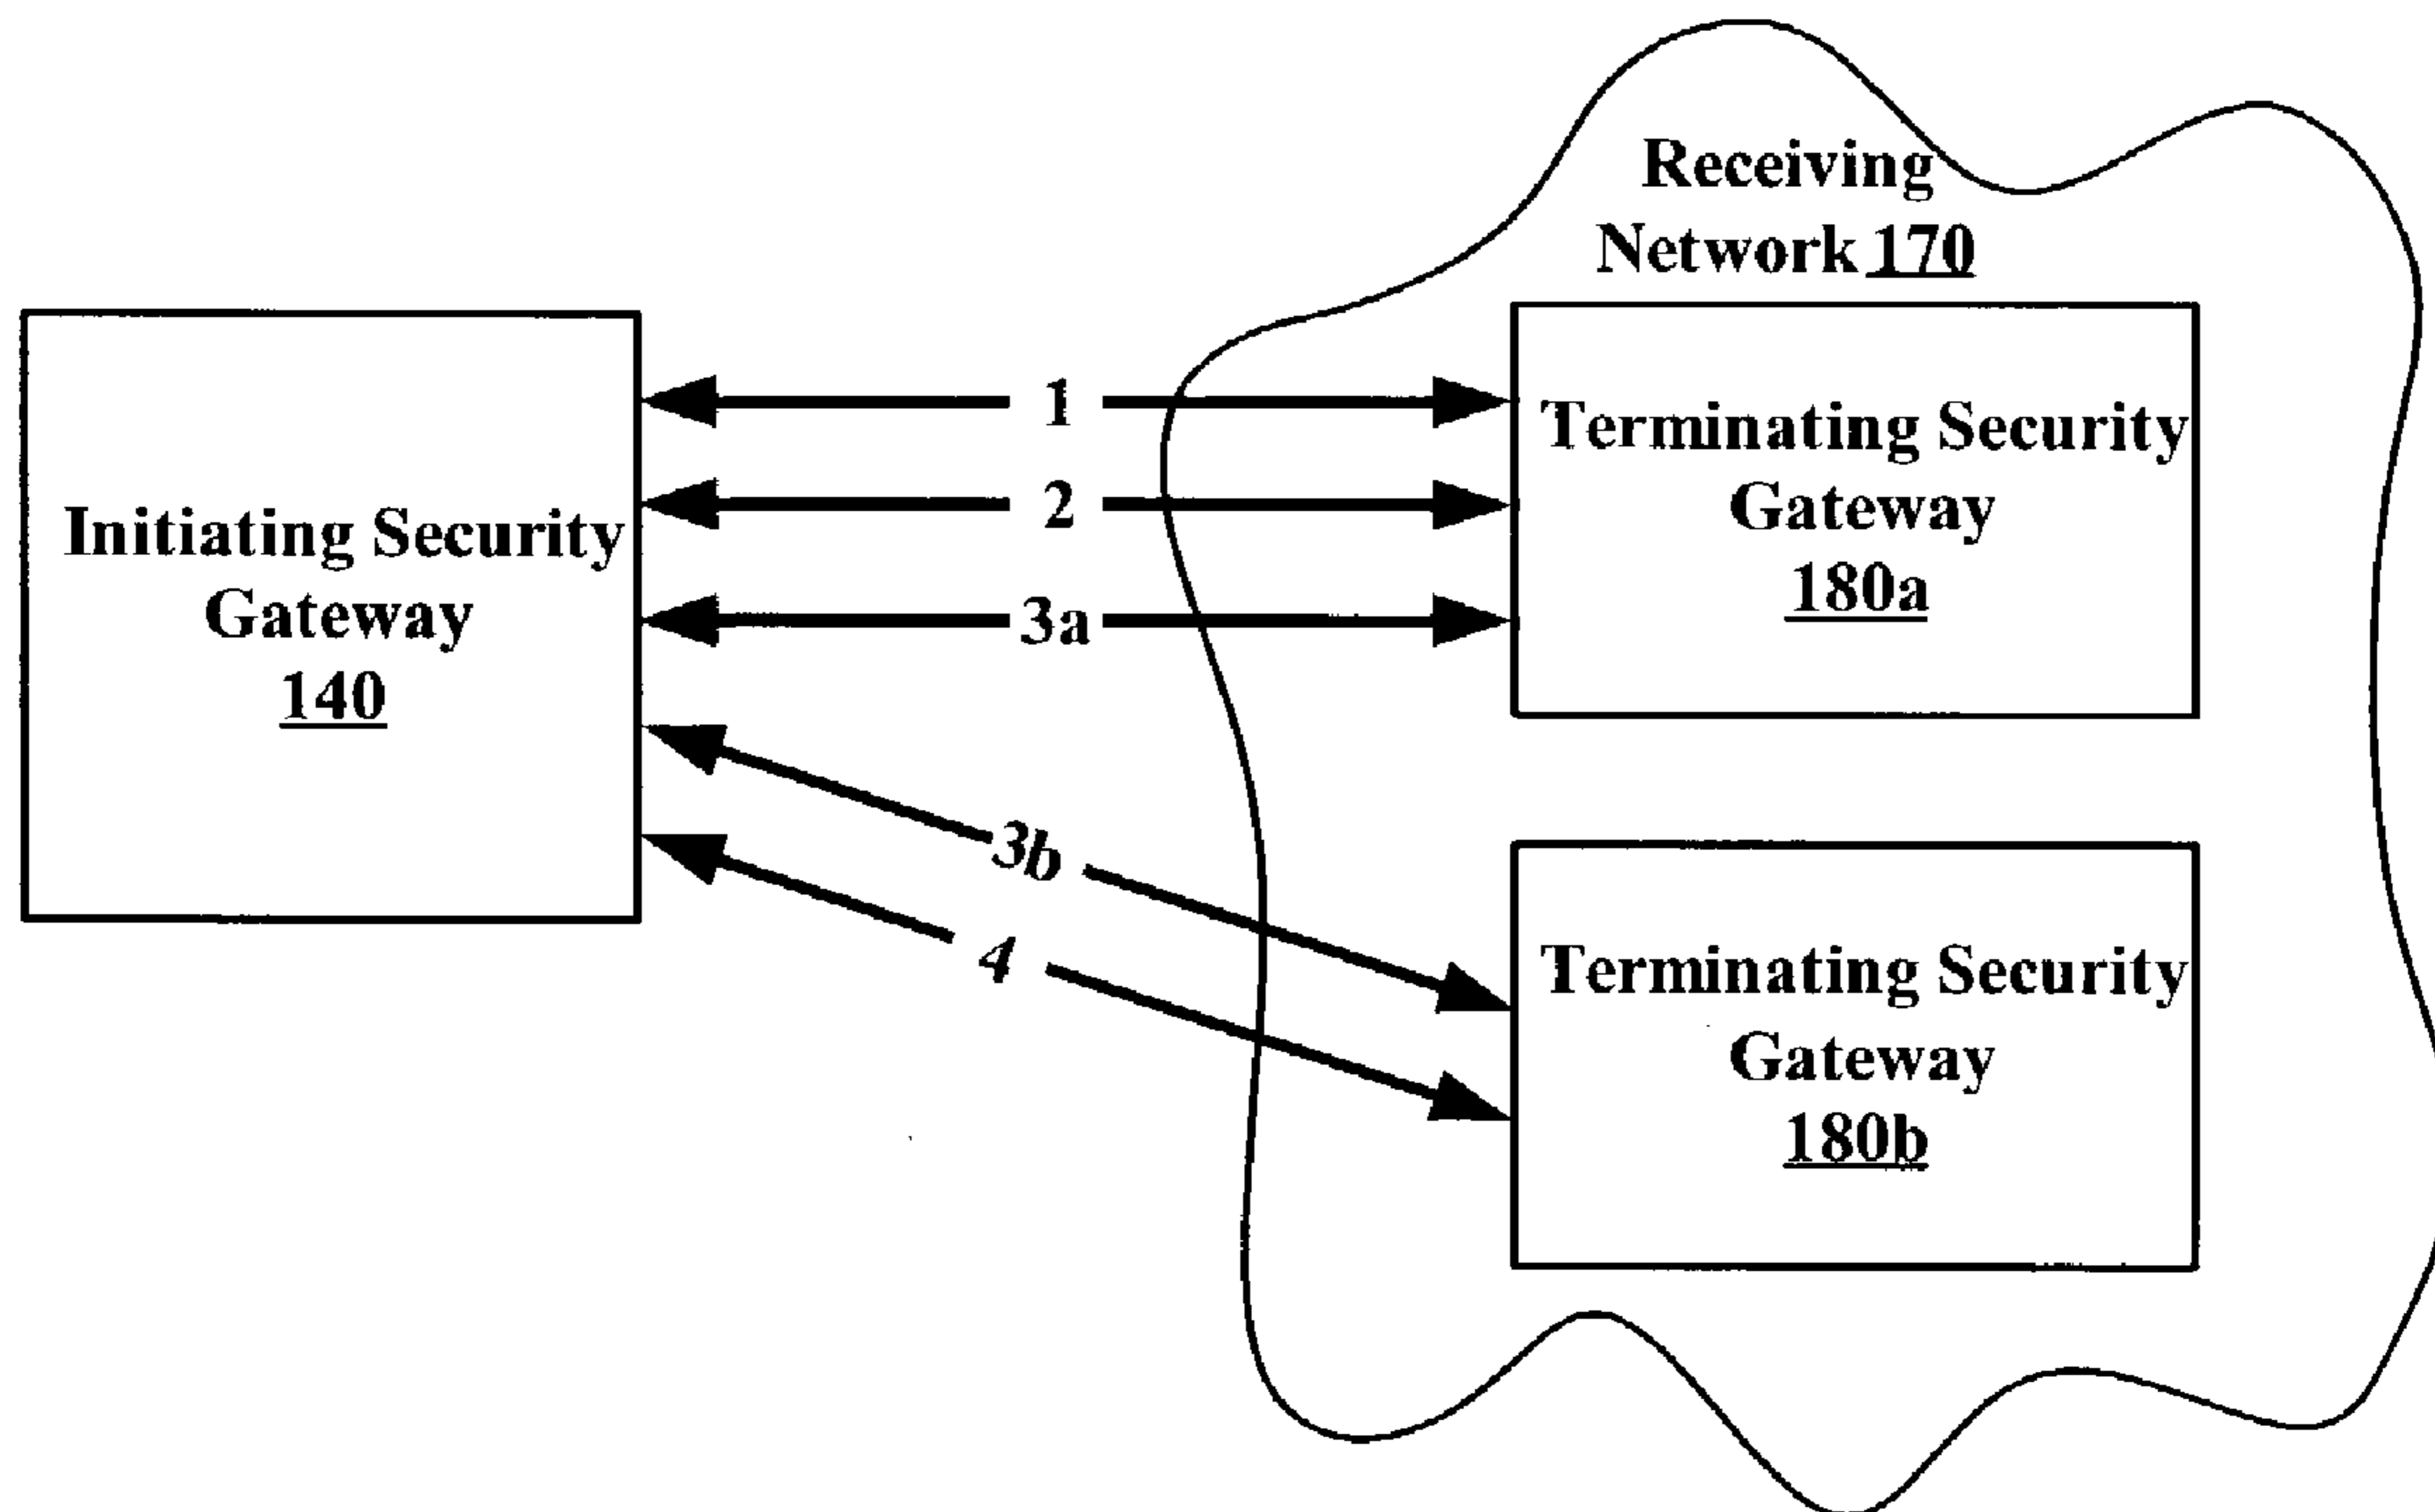 Receiving
Network 170
Initiating Security
Gateway
140
1
2
3a
3b
4
Terminating Security
Gateway
180a
Terminating Security
Gateway
180b